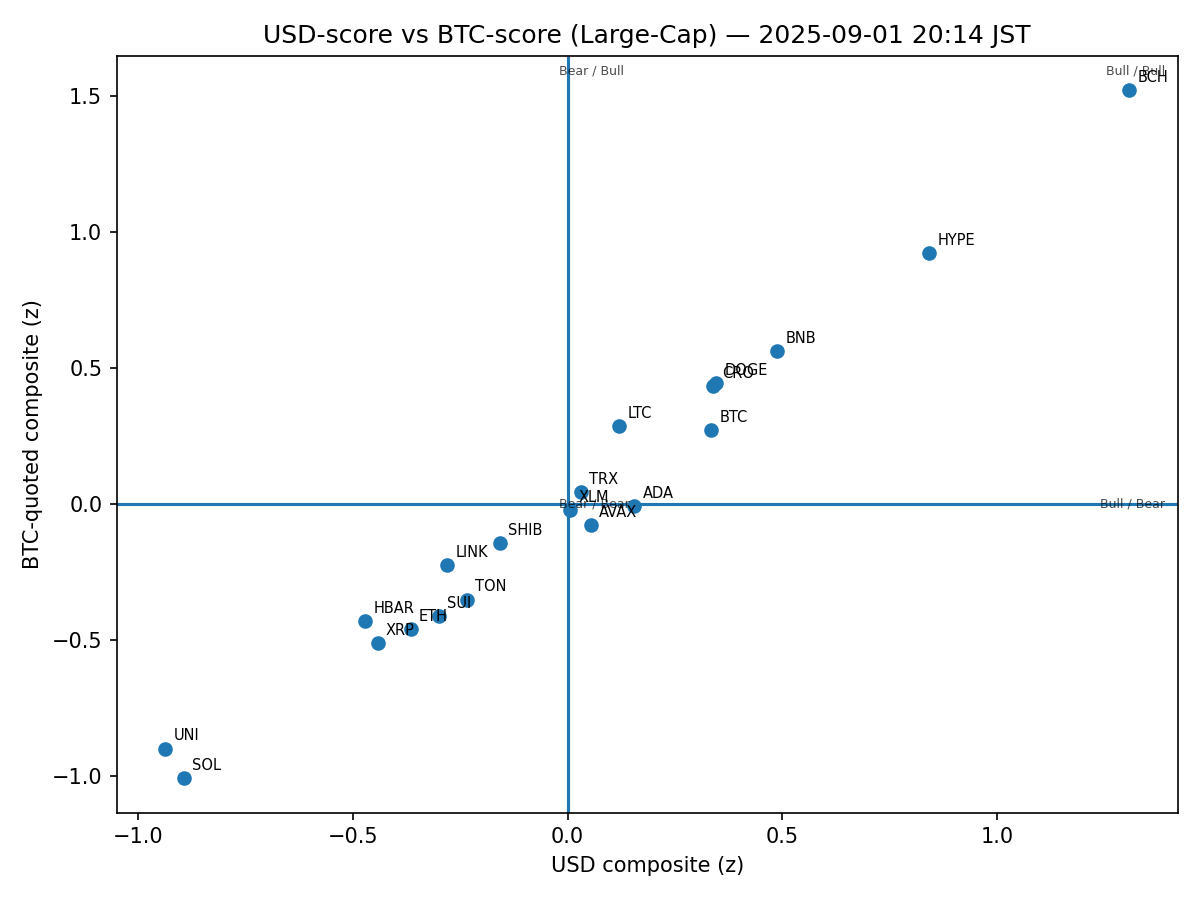 USD-score vs BTC-score (Large-Cap) — 2025-09-01 20:14 JST
Bear / Bull
Bull / Bull
BCH
1.5
HYPE
1.0
BNB
DOGE
CRO
0.5
LTC
BTC
TRX
ADA
XLM
Bear / Bear
Bull / Bear
0.0
AVAX
SHIB
LINK
TON
SUI
HBAR
ETH
XRP
−0.5
UNI
SOL
−1.0
BTC-quoted composite (z)
−1.0
−0.5
0.0
0.5
1.0
USD composite (z)